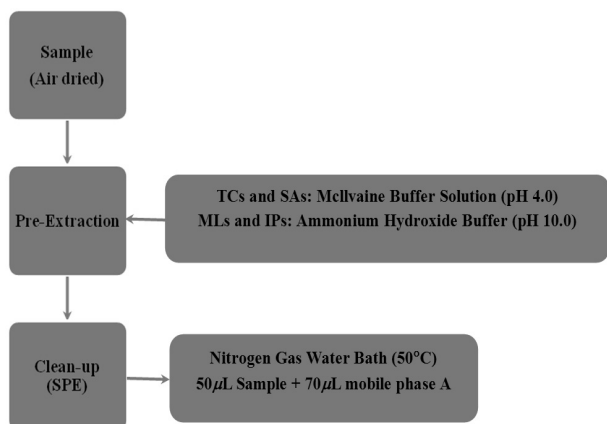 Sample
(Air dried)
Pre-Extraction
TCs and SAs: McIlvaine Buffer Solution (pH 4.0)
MLs and IPs: Ammonium Hydroxide Buffer (pH 10.0)
Clean-up
(SPE)
Nitrogen Gas Water Bath (50°C)
50μL Sample + 70μL mobile phase A